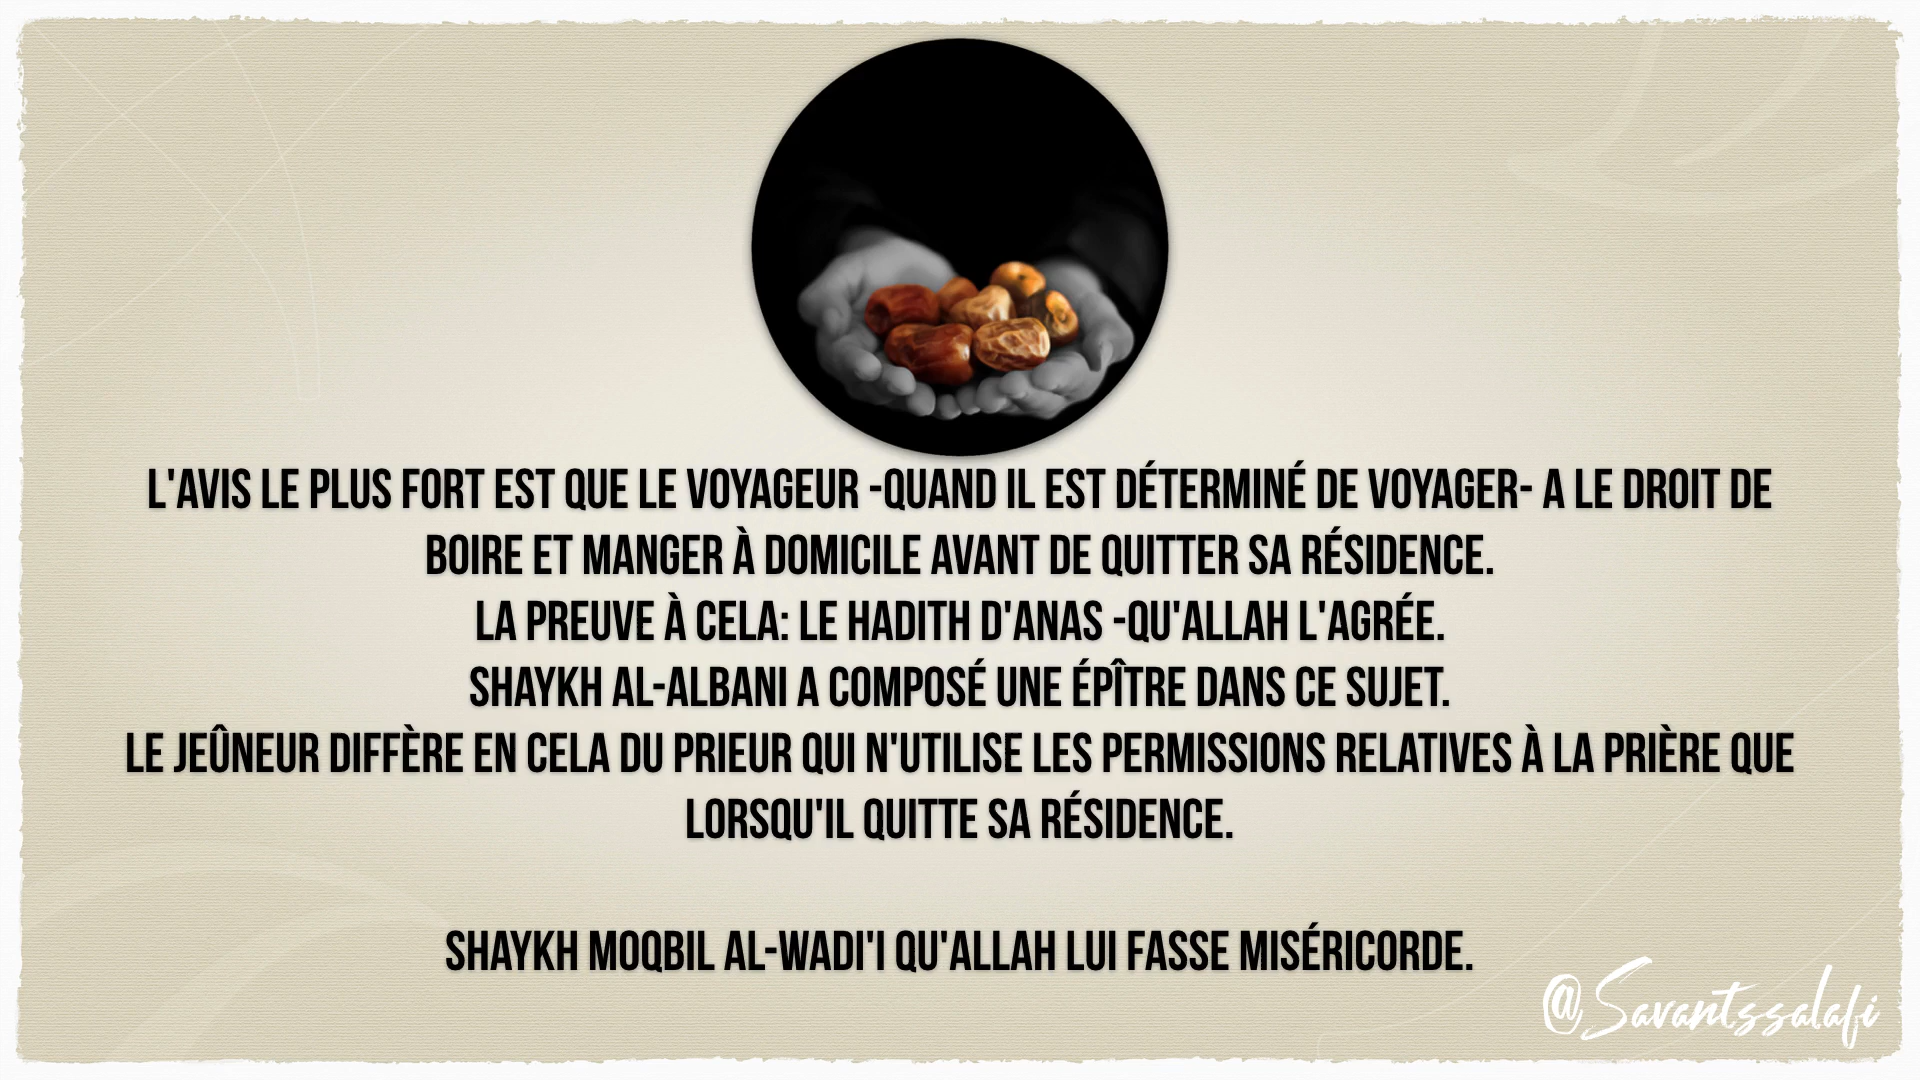 L'AVIS LE PLUS FORT EST QUE LE VOYAGEUR -QUAND IL EST DÉTERMINÉ DE VOYAGER- A LE DROIT DE
BOIRE ET MANGER À DOMICILE AVANT DE QUITTER SA RÉSIDENCE.
LA PREUVE À CELA: LE HADITH D'ANAS -QU'ALLAH L'AGRÉE.
SHAYKH AL-ALBANI A COMPOSÉ UNE ÉPÎTRE DANS CE SUJET.
LE JEÛNEUR DIFFÈRE EN CELA DU PRIEUR QUI N'UTILISE LES PERMISSIONS RELATIVES À LA PRIÈRE QUE
LORSQU'IL QUITTE SA RÉSIDENCE.
SHAYKH MOQBIL AL-WADI'I QU'ALLAH LUI FASSE MISÉRICORDE.
@Savantssalafi